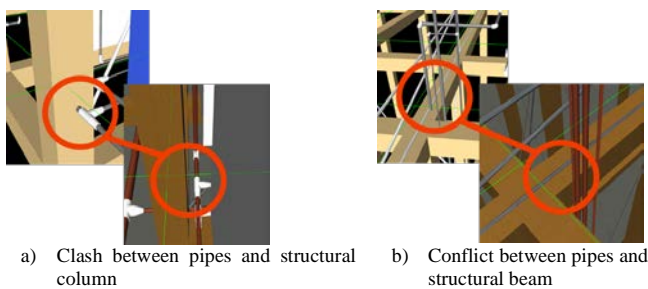 a) Clash between pipes and structural
column
b) Conflict between pipes and
structural beam